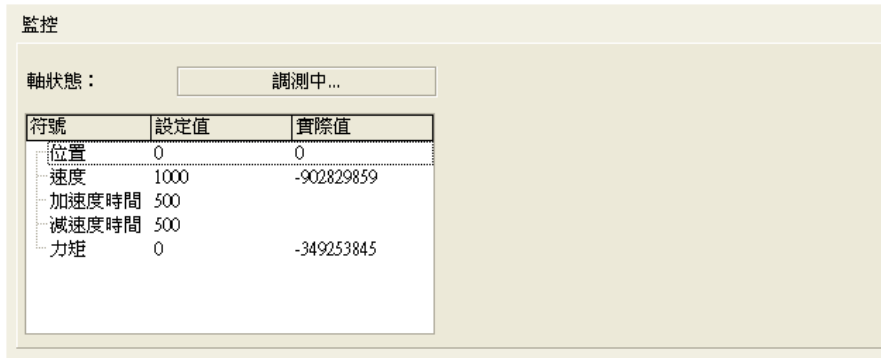 監控
軸狀態： 調測中...
符號 設定值 實際值
位置 0 0
速度 1000 -902829859
加速度時間 500
減速度時間 500
力矩 0 -349253845